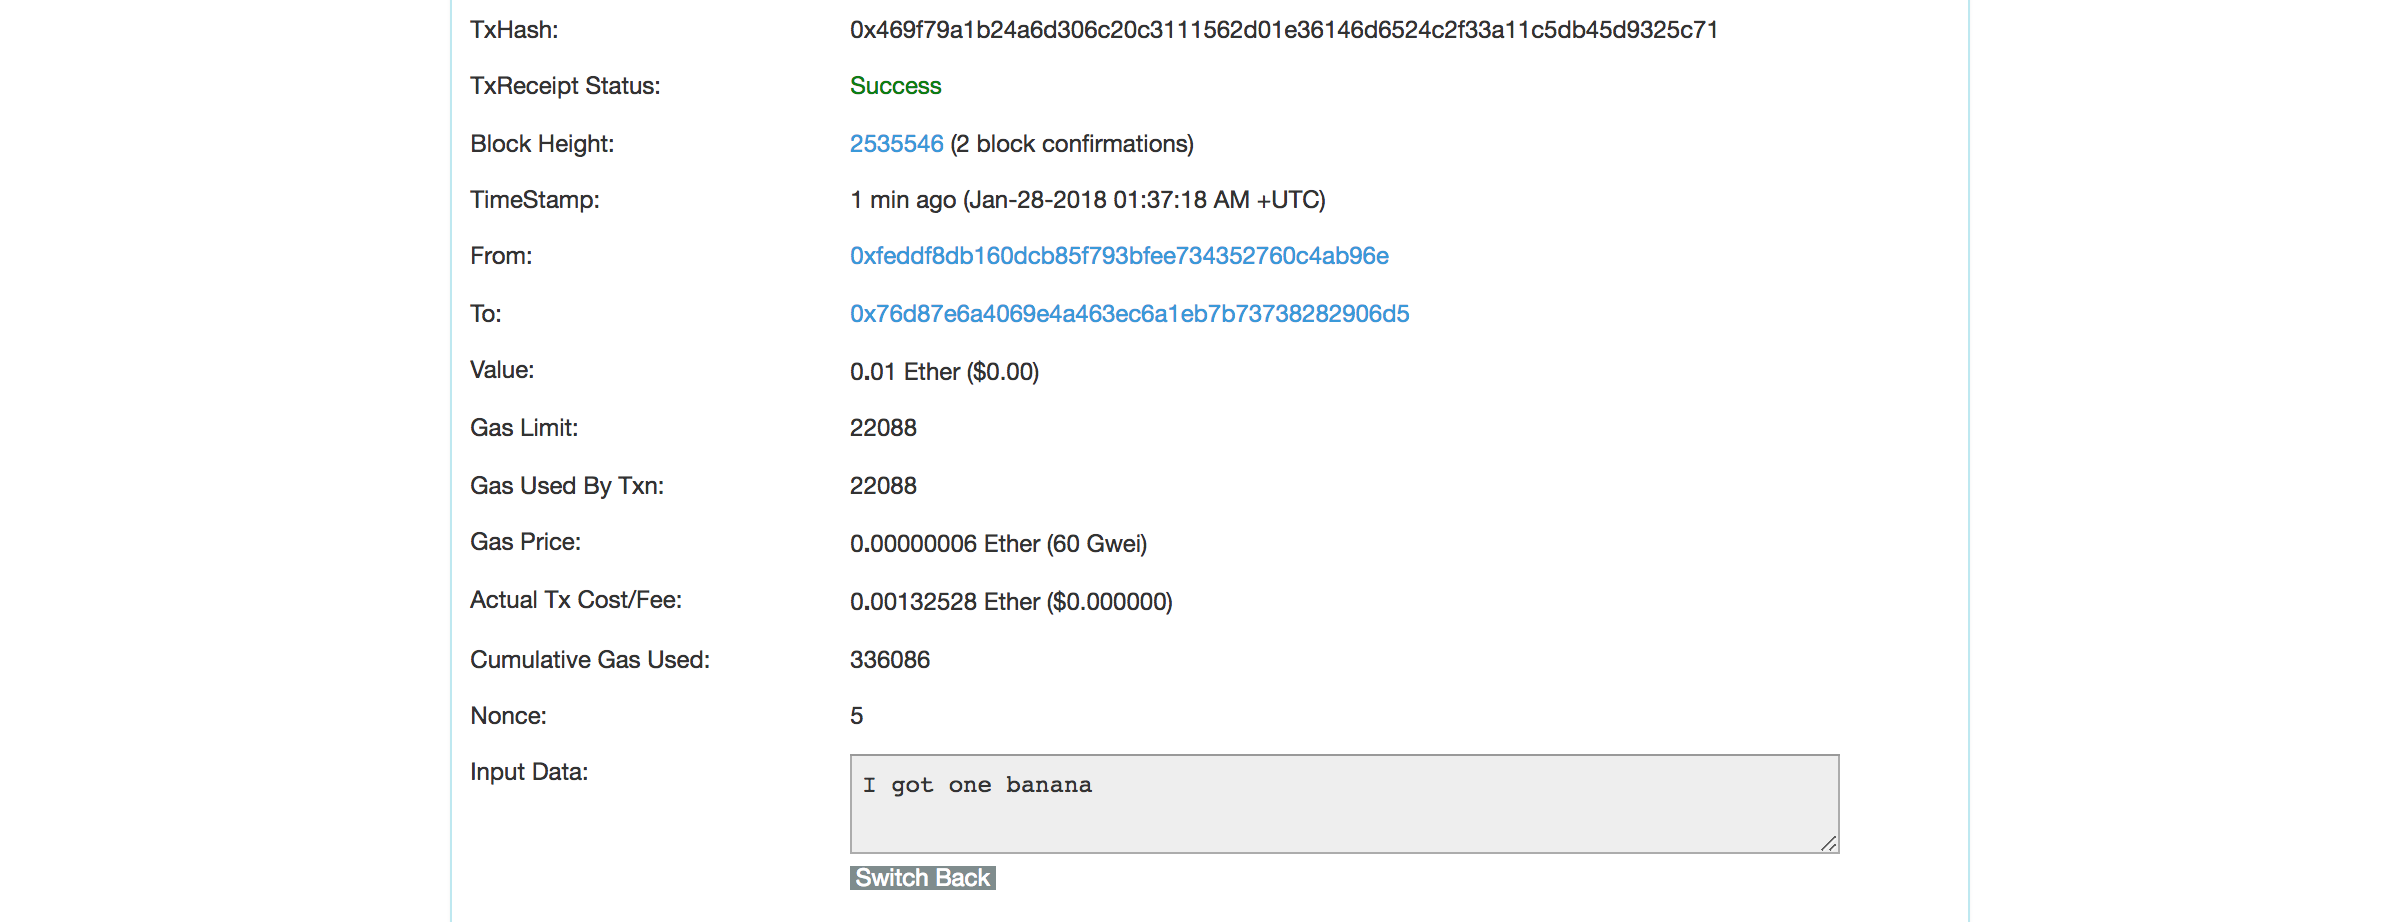 TxHash: 0x469f79a1b24a6d306c20c3111562d01e36146d6524c2f33a11c5db45d9325c71
TxReceipt Status: Success
Block Height: 2535546 (2 block confirmations)
TimeStamp: 1 min ago (Jan-28-2018 01:37:18 AM +UTC)
From: 0xfeddf8db160dcb85f793bfee734352760c4ab96e
To: 0x76d87e6a4069e4a463ec6a1eb7b73738282906d5
Value: 0.01 Ether ($0.00)
Gas Limit: 22088
Gas Used By Txn: 22088
Gas Price: 0.00000006 Ether (60 Gwei)
Actual Tx Cost/Fee: 0.00132528 Ether ($0.000000)
Cumulative Gas Used: 336086
Nonce: 5
Input Data: I got one banana
Switch Back